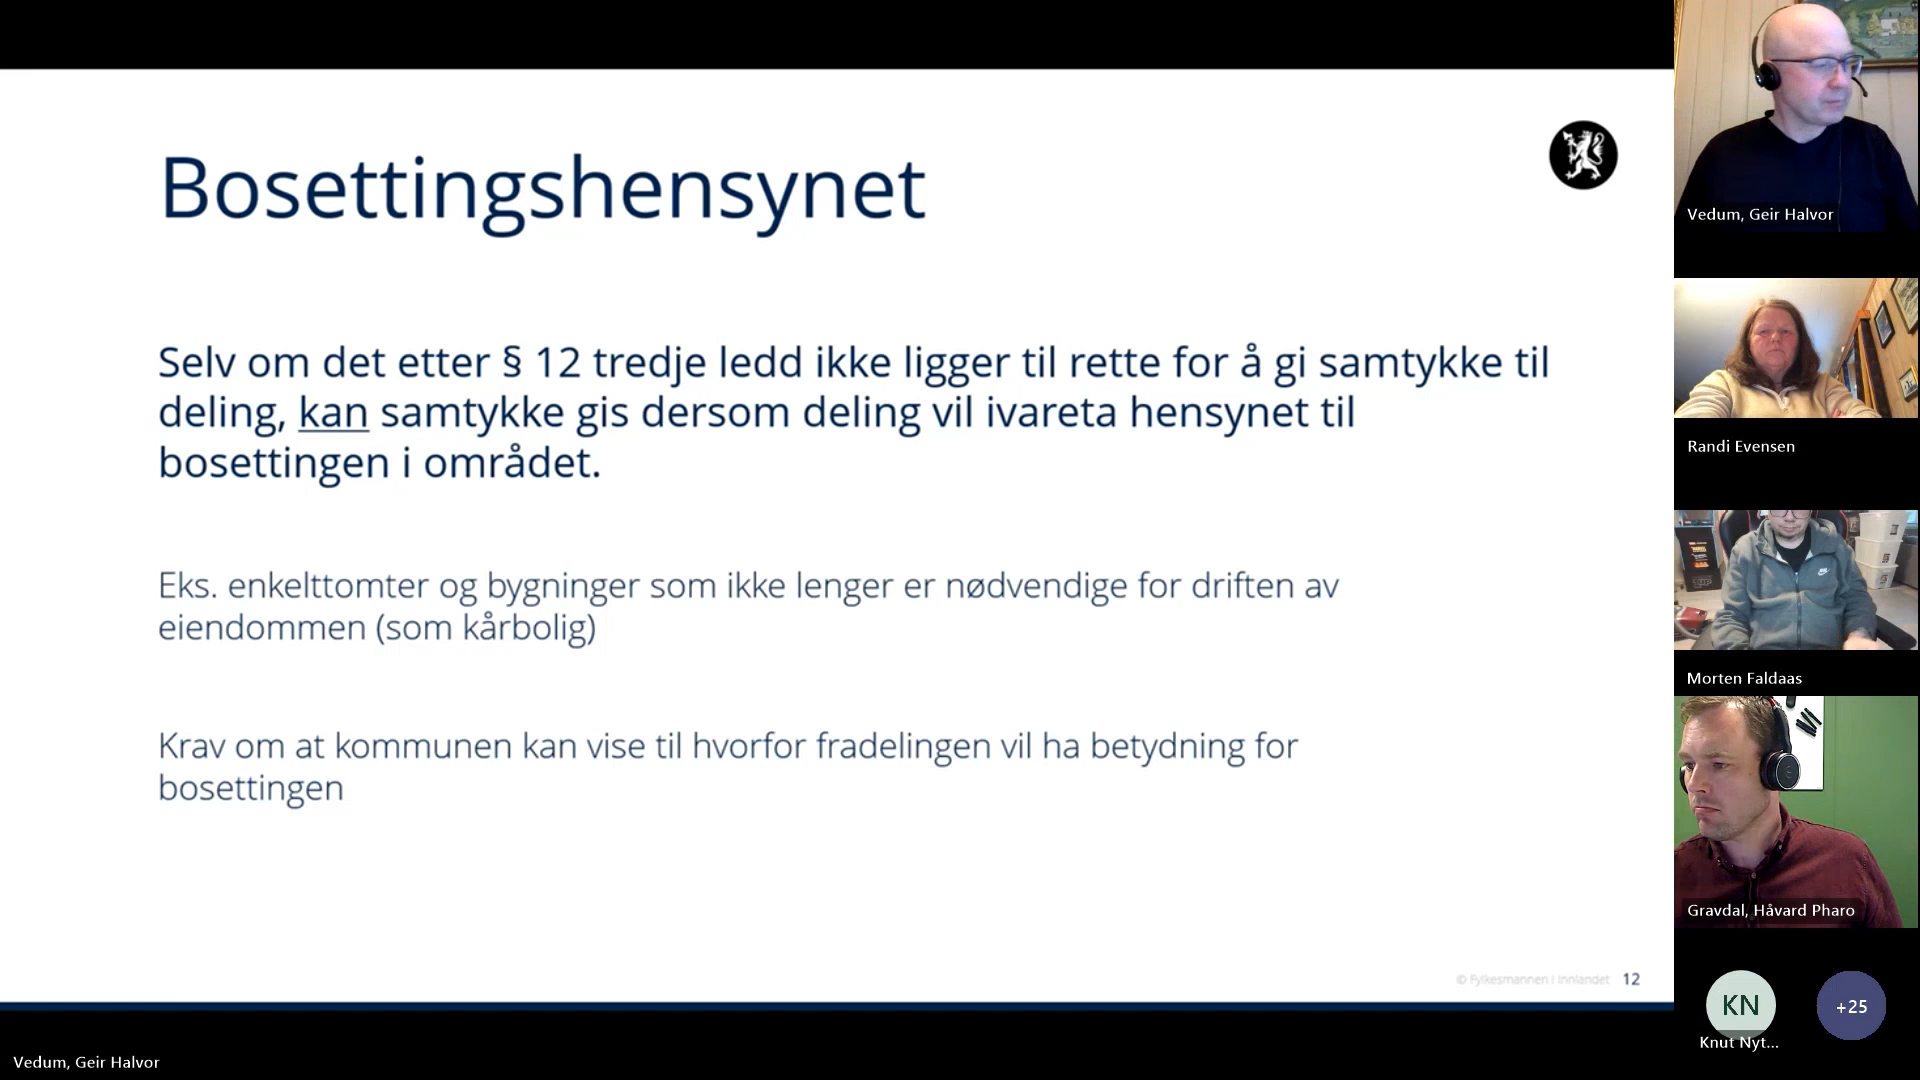 Bosettingshensynet
Selv om det etter § 12 tredje ledd ikke ligger til rette for å gi samtykke til
deling, kan samtykke gis dersom deling vil ivareta hensynet til
bosettingen i området.
Eks. enkelttomter og bygninger som ikke lenger er nødvendige for driften av
eiendommen (som kårbolig)
Krav om at kommunen kan vise til hvorfor fradelingen vil ha betydning for
bosettingen
© Fylkesmannen i Innlandet 12
Vedum, Geir Halvor
Vedum, Geir Halvor
Randi Evensen
Morten Faldaas
Gravdal, Håvard Pharo
KN
+25
Knut Nyt...